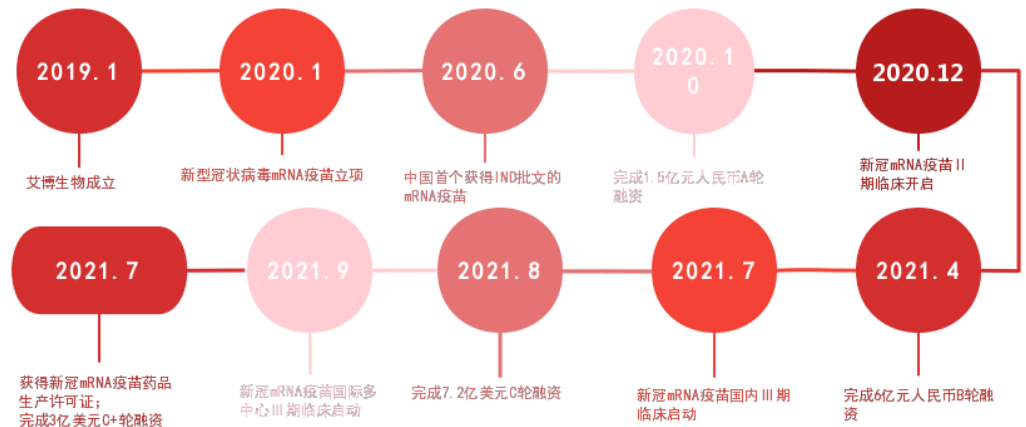 2019.1
2020.1
2020.6
2020.1
0
2020.12
艾博生物成立
新型冠状病毒mRNA疫苗立项
中国首个获得IND批文的
mRNA疫苗
完成1.5亿元人民币A轮
融资
新冠mRNA疫苗II
期临床开启
2021.4
2021.7
2021.8
2021.9
2021.7
完成6亿元人民币B轮融
资
新冠mRNA疫苗国内III期
临床启动
完成7.2亿美元C轮融资
新冠mRNA疫苗国际多
中心III期临床启动
获得新冠mRNA疫苗药品
生产许可证；
完成3亿美元C+轮融资